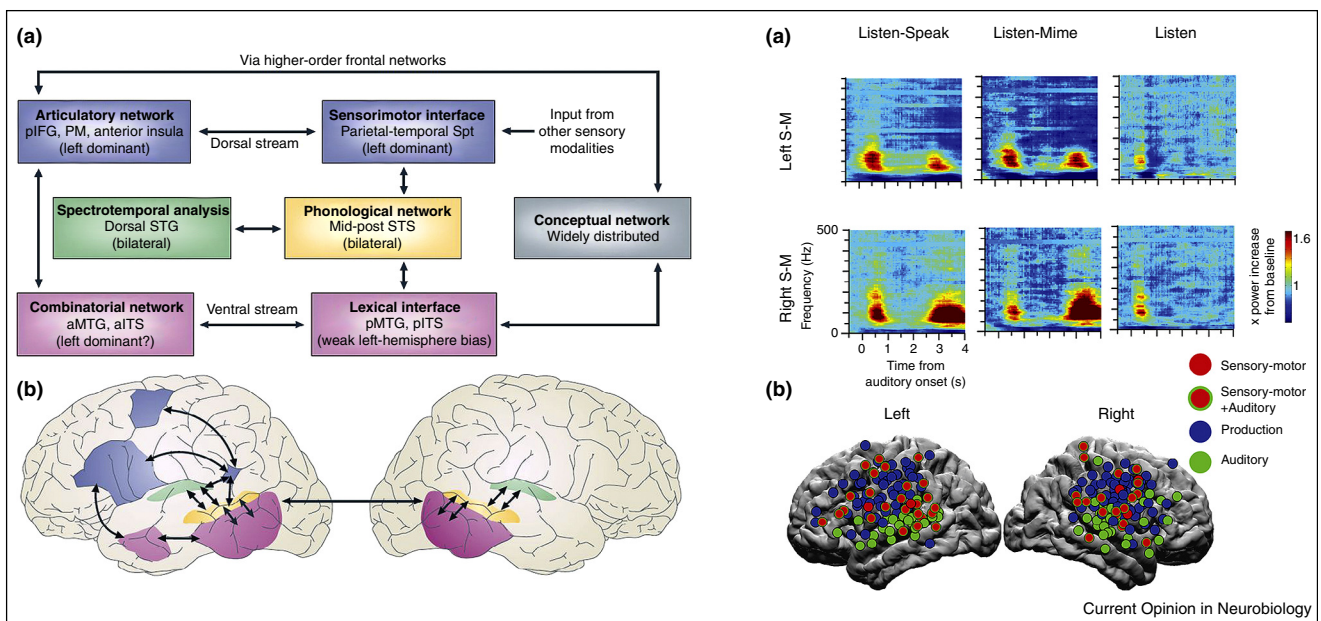 (a)
Via higher-order frontal networks
Articulatory network
pIFG, PM, anterior insula
(left dominant)
Dorsal stream
Sensorimotor interface
Parietal-temporal Spt
(left dominant)
Input from
other sensory
modalities
Spectrotemporal analysis
Dorsal STG
(bilateral)
Phonological network
Mid-post STS
(bilateral)
Conceptual network
Widely distributed
Combinatorial network
aMTG, aITS
(left dominant?)
Ventral stream
Lexical interface
pMTG, pITS
(weak left-hemisphere bias)
(b)
(a)
Listen-Speak
Listen-Mime
Listen
Left S-M
Right S-M
Frequency (Hz)
500
0
0 1 2 3 4
Time from
auditory onset (s)
1.6
1
x power increase
from baseline
Sensory-motor
Sensory-motor
+Auditory
Production
Auditory
(b)
Left
Right
Current Opinion in Neurobiology